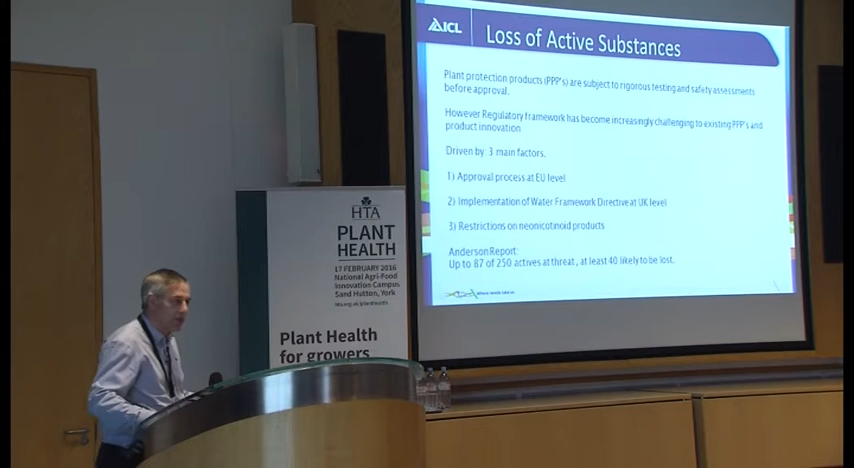 ICL
Loss of Active Substances
Plant protection products (PPP's) are subject to rigorous testing and safety assessments
before approval.
However Regulatory framework has become increasingly challenging to existing PPP's and
product innovation
Driven by: 3 main factors.
1) Approval process at EU level
2) Implementation of Water Framework Directive at UK level
3) Restrictions on neonicotinoid products
Anderson Report:
Up to 87 of 250 actives at threat, at least 40 likely to be lost.
HTA
PLANT
HEALTH
17 FEBRUARY 2016
National Agri-Food
Innovation Campus
Sand Hutton, York
Plant Health
for growers